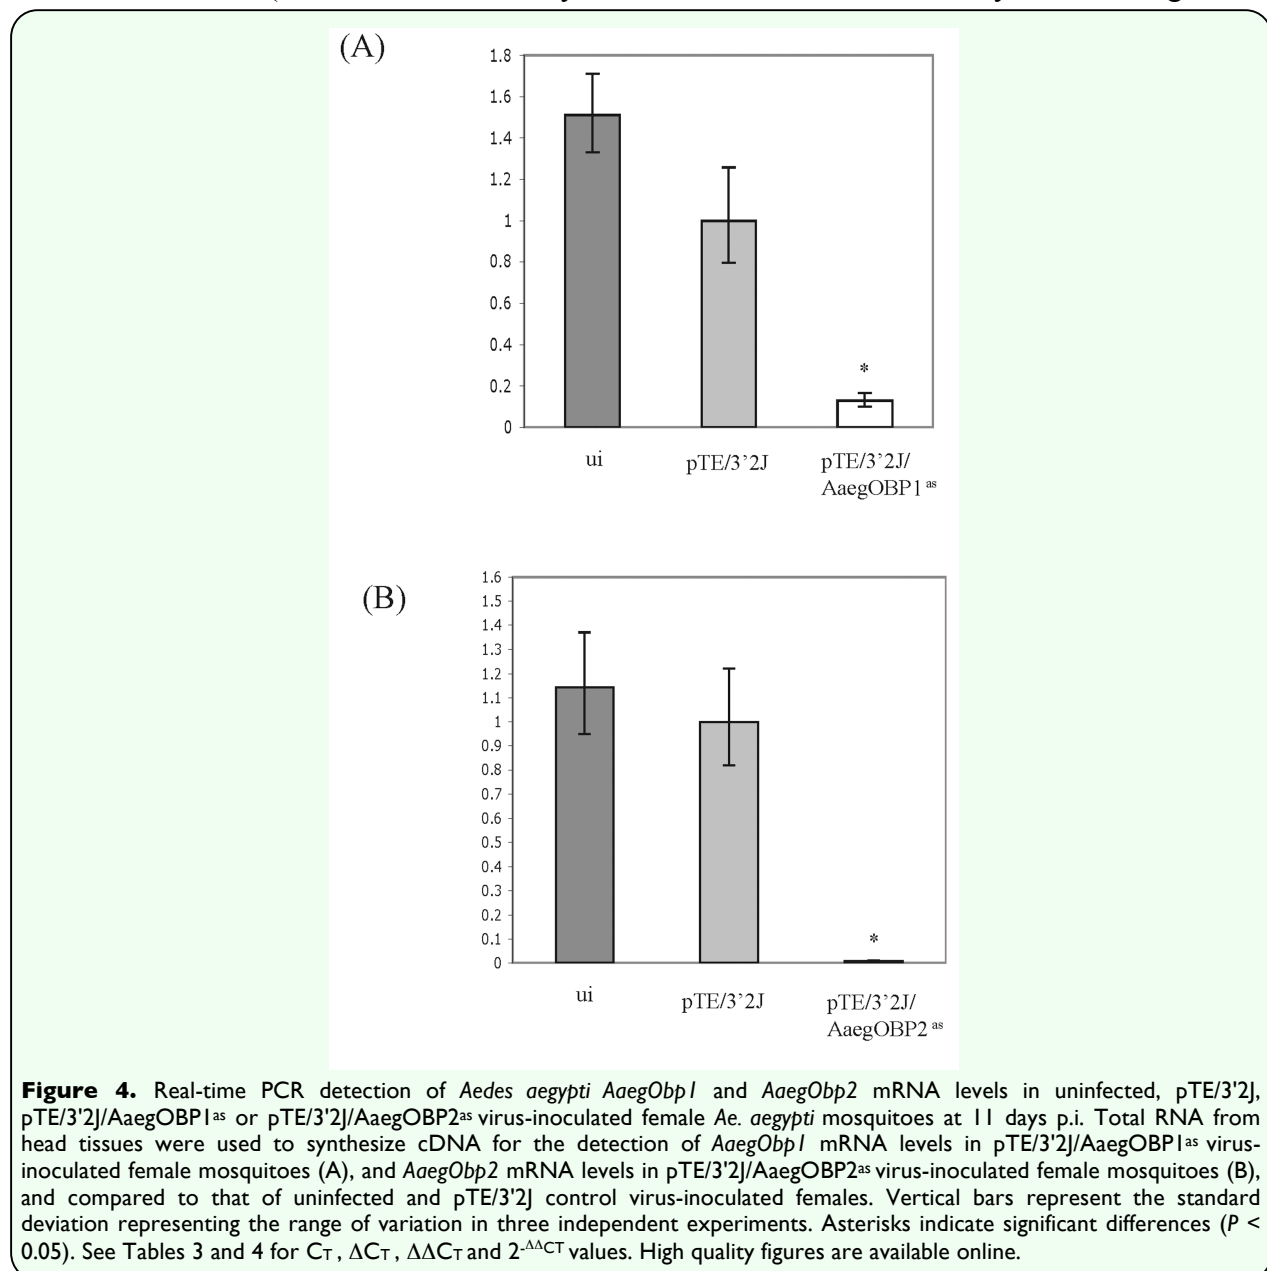 (A)
1.8
1.6
1.4
1.2
1
0.8
0.6
0.4
0.2
0
*
ui
pTE/3’2J
pTE/3’2J/
AaegOBP1 as
(B)
1.6
1.5
1.4
1.3
1.2
1.1
1
0.9
0.8
0.7
0.6
0.5
0.4
0.3
0.2
0.1
0
*
ui
pTE/3’2J
pTE/3’2J/
AaegOBP2 as
Figure 4. Real-time PCR detection of Aedes aegypti AaegObp1 and AaegObp2 mRNA levels in uninfected, pTE/3'2J,
pTE/3'2J/AaegOBP1as or pTE/3'2J/AaegOBP2as virus-inoculated female Ae. aegypti mosquitoes at 11 days p.i. Total RNA from
head tissues were used to synthesize cDNA for the detection of AaegObp1 mRNA levels in pTE/3'2J/AaegOBP1as virus-
inoculated female mosquitoes (A), and AaegObp2 mRNA levels in pTE/3'2J/AaegOBP2as virus-inoculated female mosquitoes (B),
and compared to that of uninfected and pTE/3'2J control virus-inoculated females. Vertical bars represent the standard
deviation representing the range of variation in three independent experiments. Asterisks indicate significant differences (P <
0.05). See Tables 3 and 4 for CT , ΔCT , ΔΔCT and 2-ΔΔCT values. High quality figures are available online.